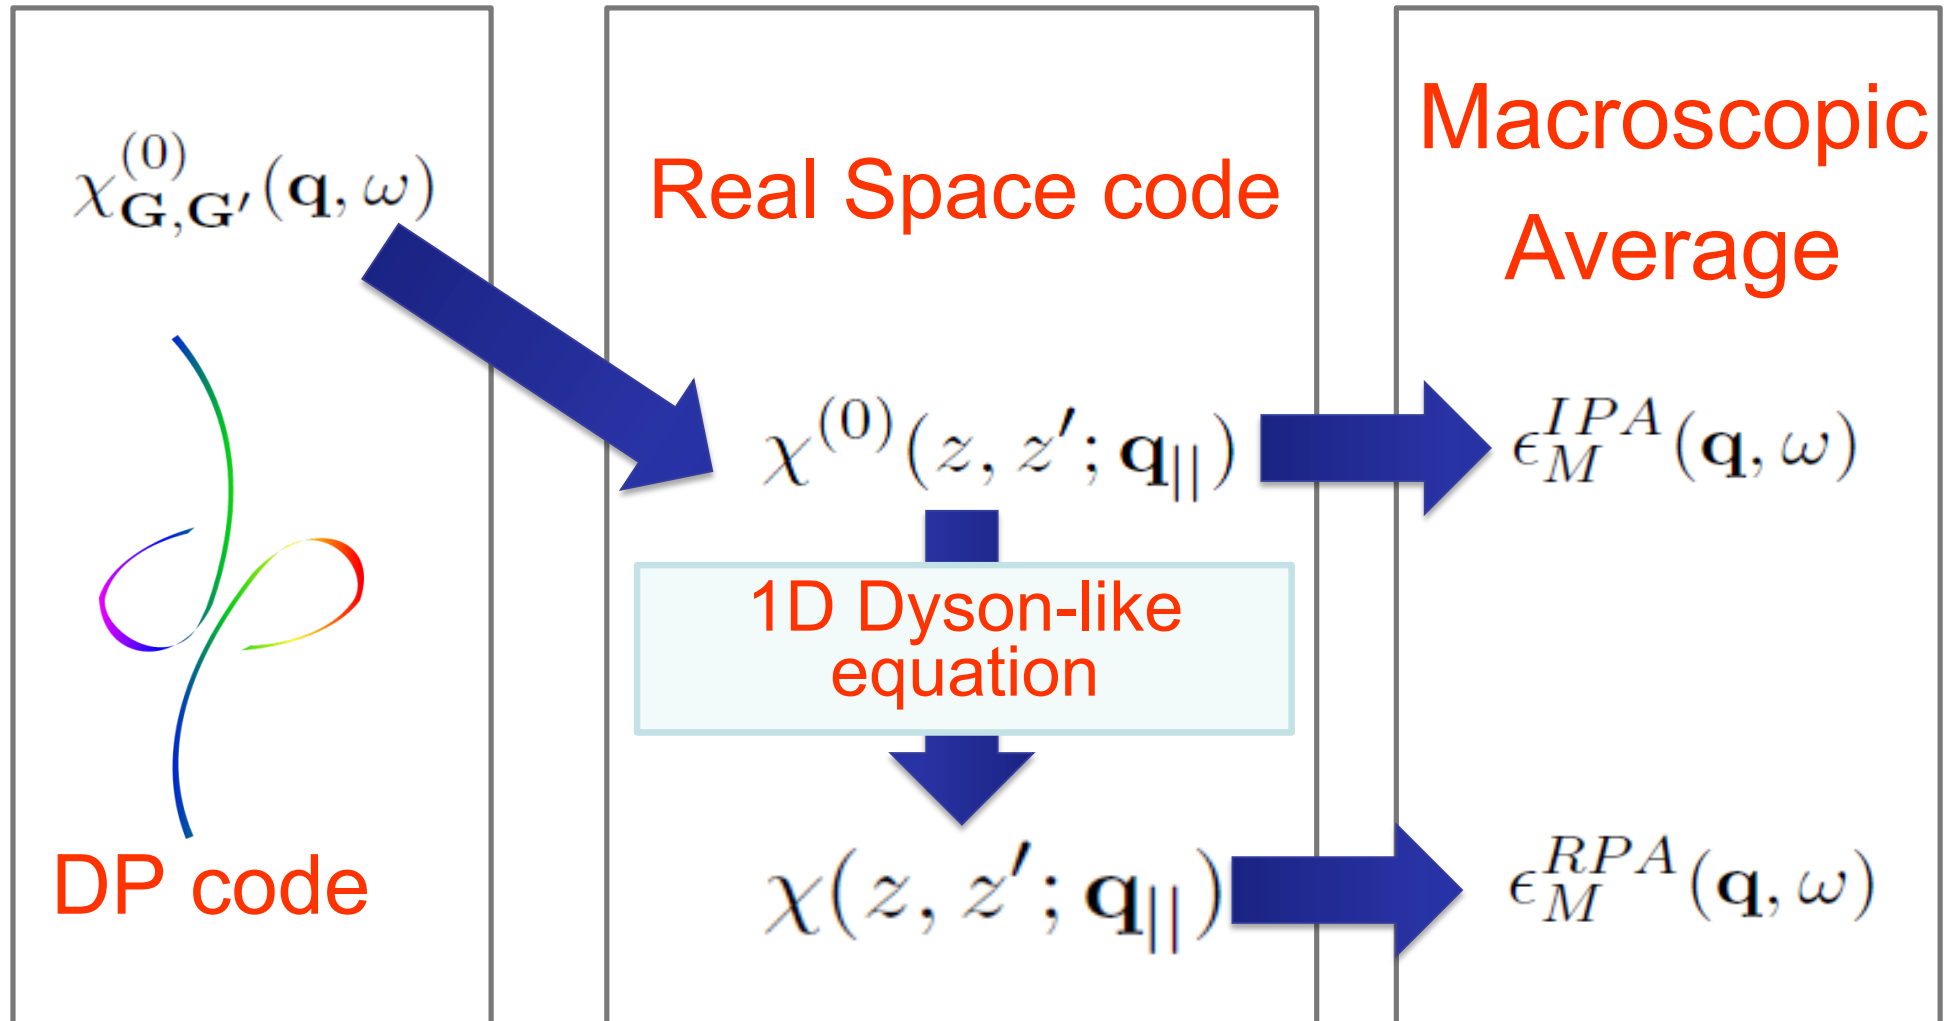 χ^{(0)}_{𝐆,𝐆′}(𝐪, ω)
DP code
Real Space code
χ^{(0)}(z, z′; 𝐪_{||})
1D Dyson-like
equation
χ(z, z′; 𝐪_{||})
Macroscopic
Average
ϵ_M^{IPA}(𝐪, ω)
ϵ_M^{RPA}(𝐪, ω)